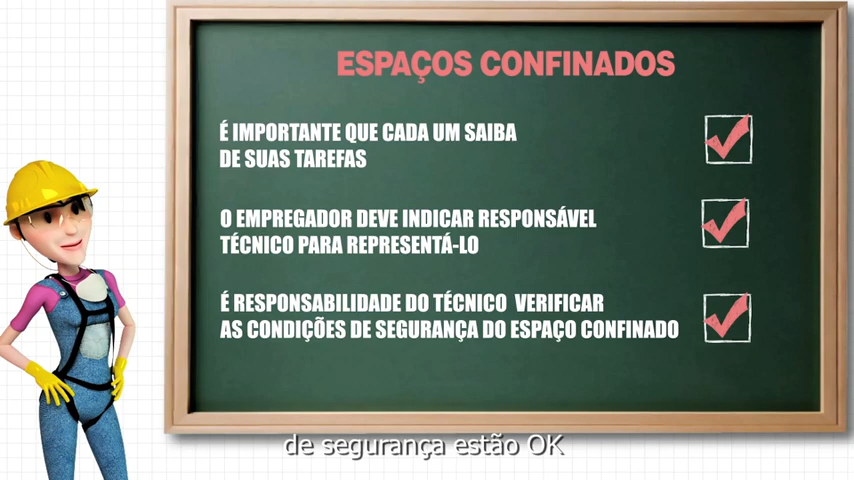 ESPAÇOS CONFINADOS
É IMPORTANTE QUE CADA UM SAIBA
DE SUAS TAREFAS
O EMPREGADOR DEVE INDICAR RESPONSÁVEL
TÉCNICO PARA REPRESENTÁ-LO
É RESPONSABILIDADE DO TÉCNICO VERIFICAR
AS CONDIÇÕES DE SEGURANÇA DO ESPAÇO CONFINADO
de segurança estão OK